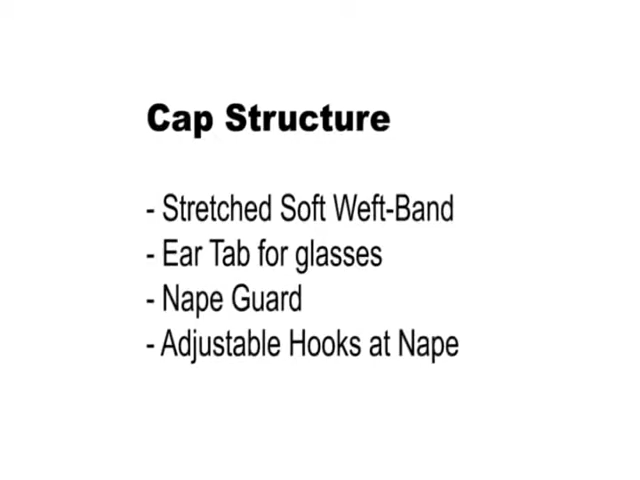 Cap Structure
- Stretched Soft Weft-Band
- Ear Tab for glasses
- Nape Guard
- Adjustable Hooks at Nape